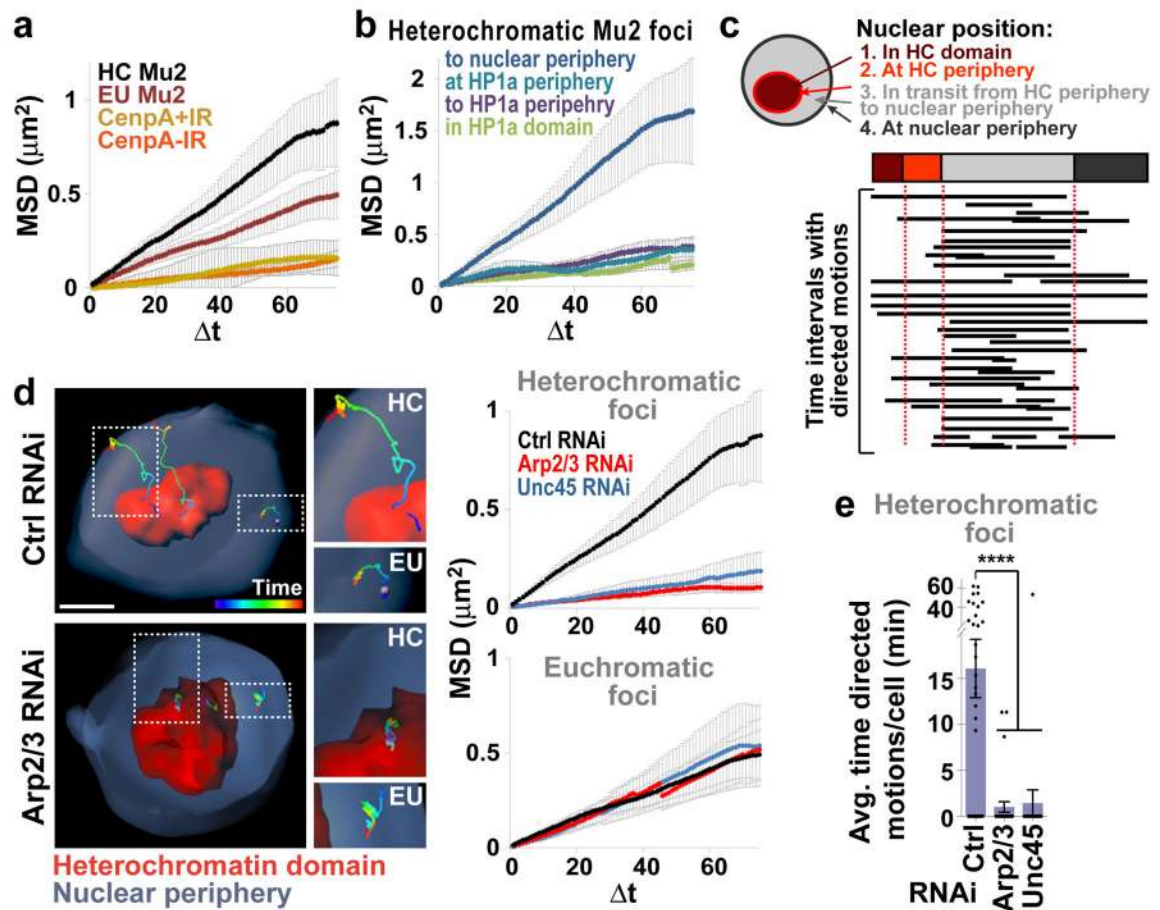 a
HC Mu2
EU Mu2
CenpA+IR
CenpA-IR
MSD (μm²)
1
0.5
0
0 20 40 60
Δt
b
Heterochromatic Mu2 foci
to nuclear periphery
at HP1a periphery
to HP1a peripehry
in HP1a domain
MSD (μm²)
2
1.5
1
0.5
0
0 20 40 60
Δt
c
Nuclear position:
1. In HC domain
2. At HC periphery
3. In transit from HC periphery
to nuclear periphery
4. At nuclear periphery
Time intervals with
directed motions
d
Ctrl RNAi
HC
EU
Time
Arp2/3 RNAi
HC
EU
Heterochromatin domain
Nuclear periphery
Heterochromatic
foci
Ctrl RNAi
Arp2/3 RNAi
Unc45 RNAi
1
0.5
0
0 20 40 60
MSD (μm²)
Euchromatic
foci
1
0.5
0
0 20 40 60
Δt
e
Heterochromatic
foci
****
Avg. time directed
motions/cell (min)
60
40
15
10
5
0
RNAi
Ctrl
Arp2/3
Unc45